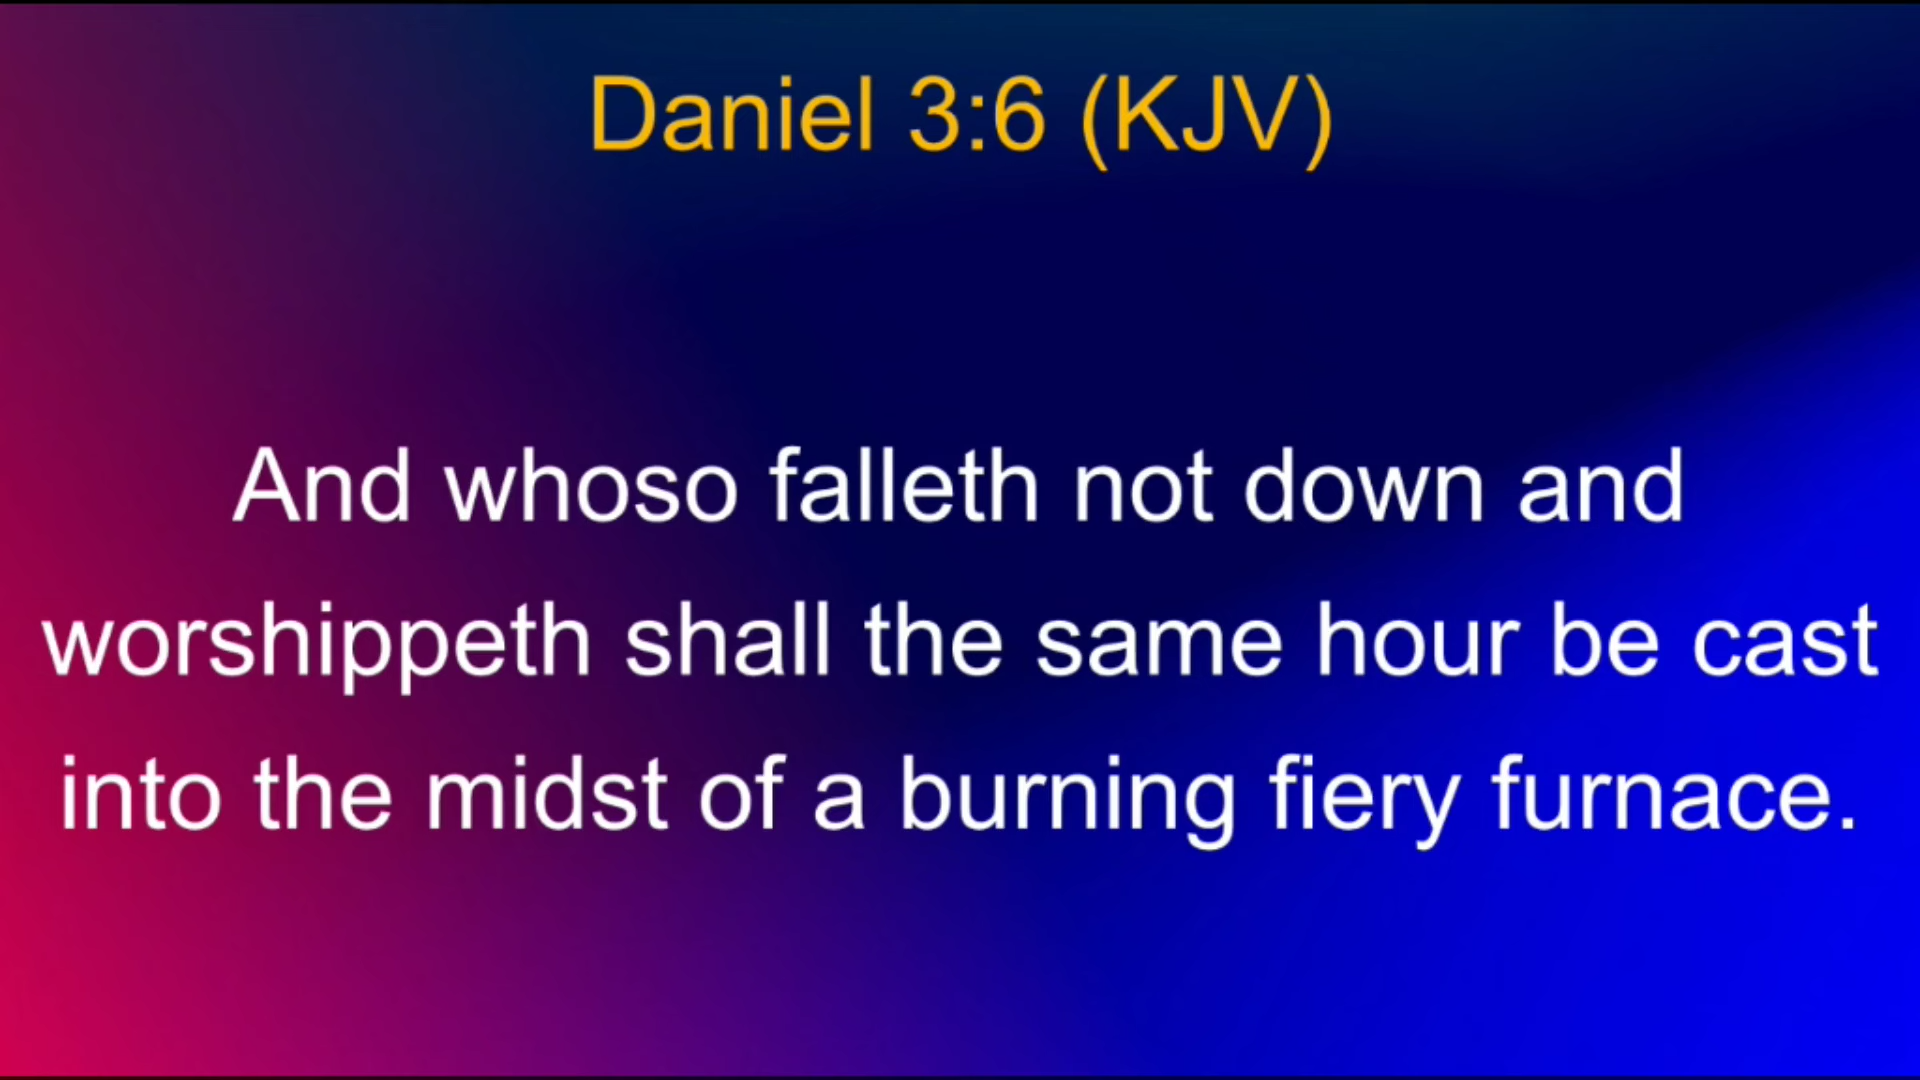 Daniel 3:6 (KJV)
And whoso falleth not down and
worshippeth shall the same hour be cast
into the midst of a burning fiery furnace.